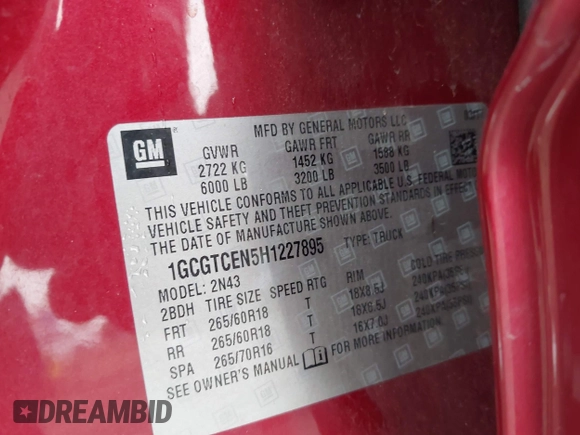 MFD BY GENERAL MOTORS LLC
GM
GVWR GAWR FRT GAWR RR
2722 KG 1452 KG 1588 KG
6000 LB 3200 LB 3500 LB
THIS VEHICLE CONFORMS TO ALL APPLICABLE U.S. FEDERAL MOTOR
VEHICLE SAFETY AND THEFT PREVENTION STANDARDS IN EFFECT ON
THE DATE OF MANUFACTURE SHOWN ABOVE.
1GCGTCEN5H1227895 TYPE: TRUCK
MODEL: 2N43
2BDH TIRE SIZE SPEED RTG RIM COLD TIRE
FRT 265/60R18 T 18X8.5J
RR 265/60R18 T 18X8.5J
SPA 265/70R16 T 16X7.0J
SEE OWNER'S MANUAL FOR MORE INFORMATION.
DREAMBID